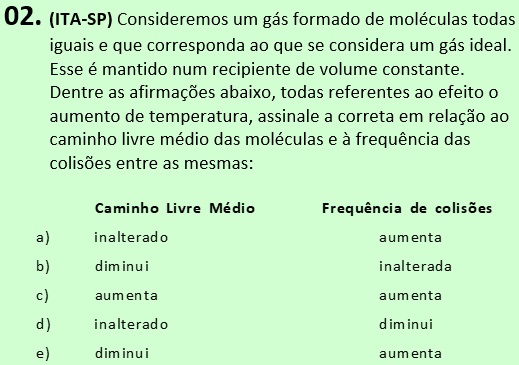 02. (ITA-SP) Consideremos um gás formado de moléculas todas
iguais e que corresponda ao que se considera um gás ideal.
Esse é mantido num recipiente de volume constante.
Dentre as afirmações abaixo, todas referentes ao efeito o
aumento de temperatura, assinale a correta em relação ao
caminho livre médio das moléculas e à frequência das
colisões entre as mesmas:
Caminho Livre Médio Frequência de colisões
a) inalterado aumenta
b) diminui inalterada
c) aumenta aumenta
d) inalterado diminui
e) diminui aumenta